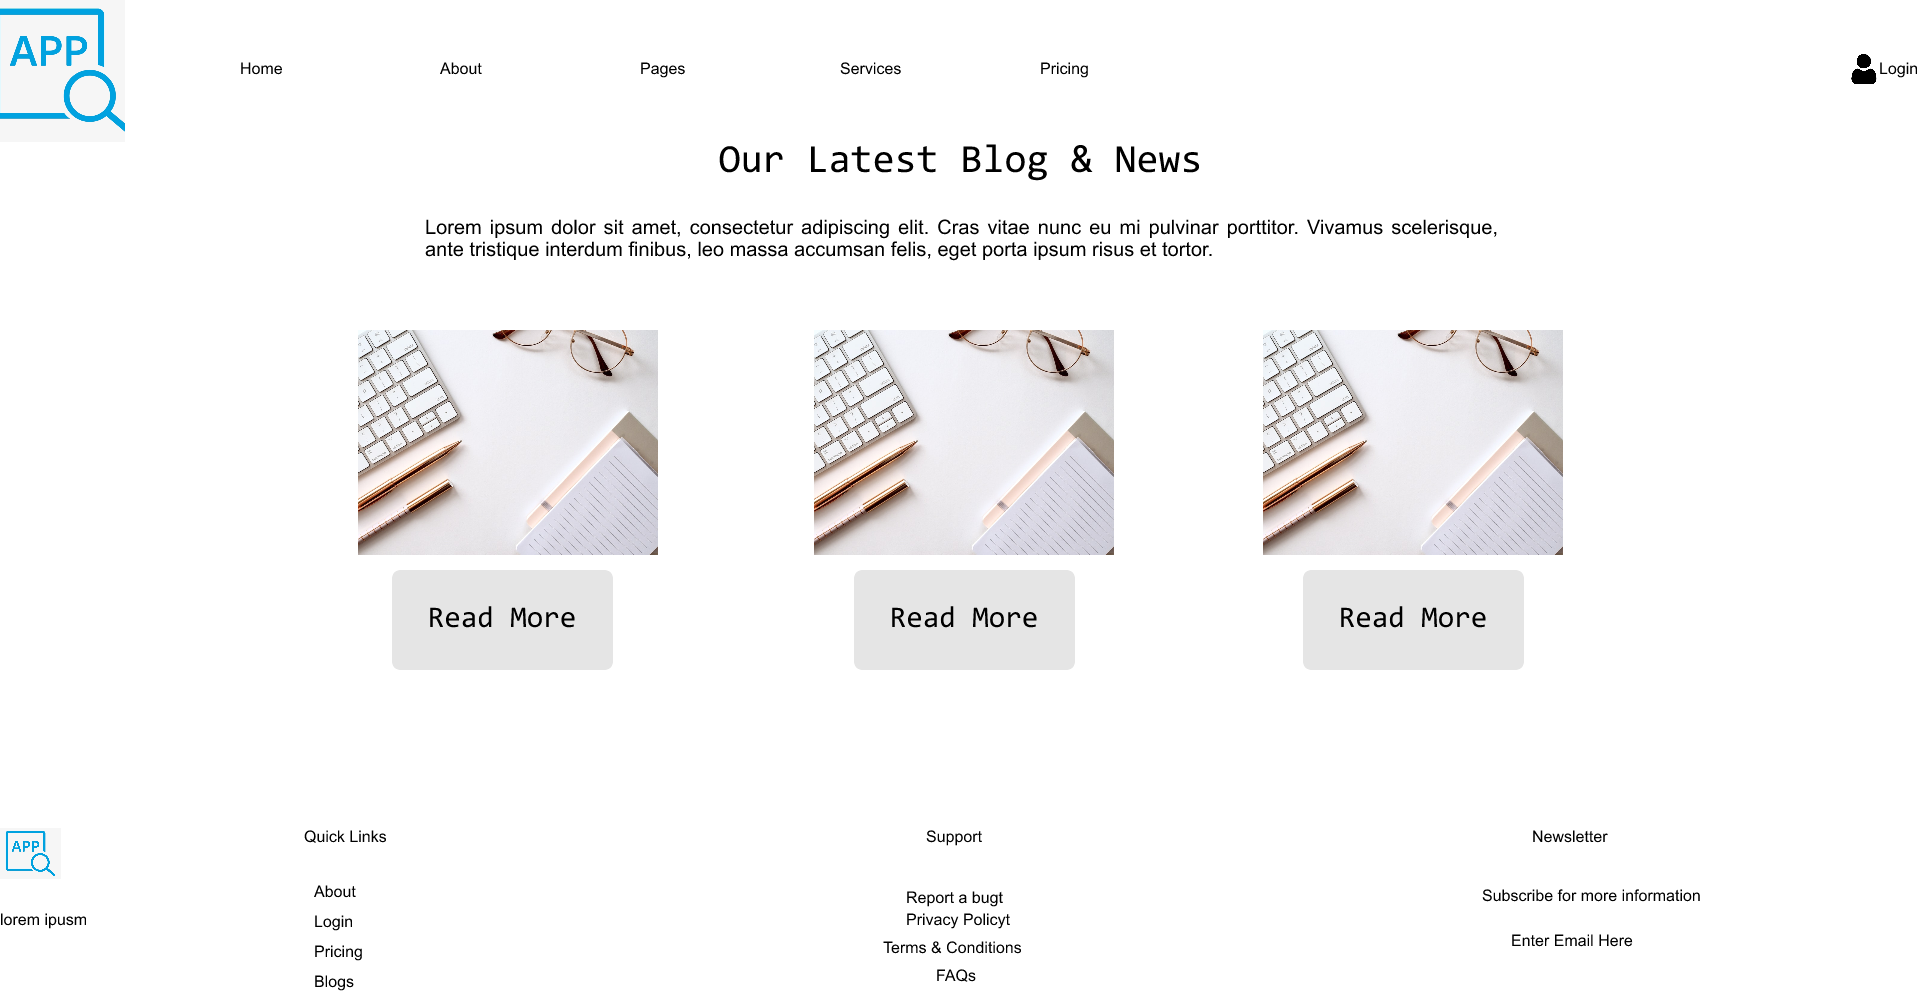 APP
Home
About
Pages
Services
Pricing
Login
Our Latest Blog & News
Lorem ipsum dolor sit amet, consectetur adipiscing elit. Cras vitae nunc eu mi pulvinar porttitor. Vivamus scelerisque,
ante tristique interdum finibus, leo massa accumsan felis, eget porta ipsum risus et tortor.
Read More
Read More
Read More
APP
lorem ipusm
Quick Links
About
Login
Pricing
Blogs
Support
Report a bugt
Privacy Policyt
Terms & Conditions
FAQs
Newsletter
Subscribe for more information
Enter Email Here